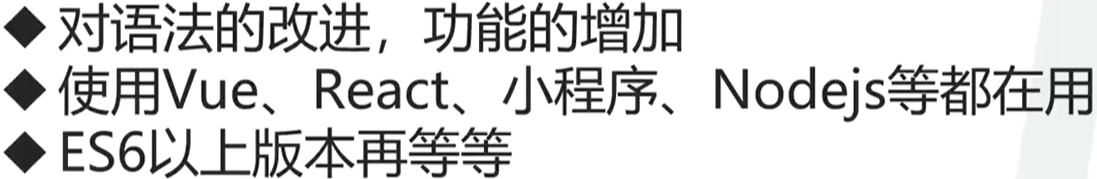 ◆ 对语法的改进，功能的增加
◆ 使用Vue、React、小程序、Nodejs等都在用
◆ ES6以上版本再等等